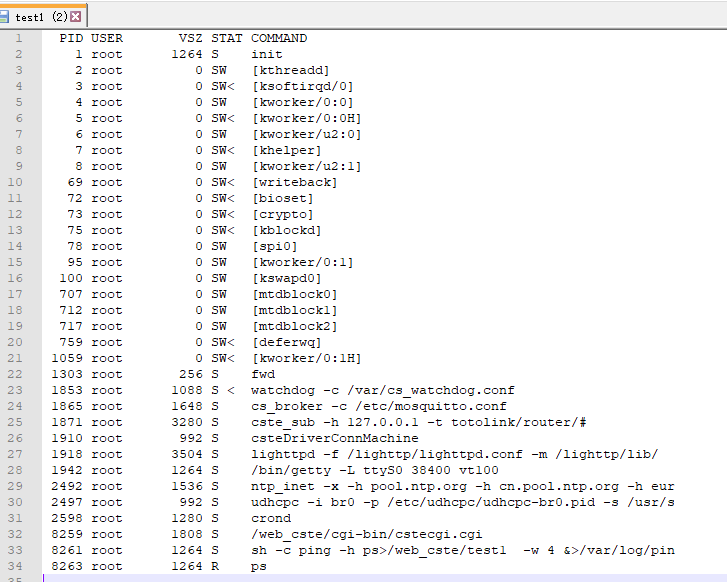 test1 (2)
1 PID USER VSZ STAT COMMAND
2 1 root 1264 S init
3 2 root 0 SW [kthreadd]
4 3 root 0 SW< [ksoftirqd/0]
5 4 root 0 SW [kworker/0:0]
6 5 root 0 SW< [kworker/0:0H]
7 6 root 0 SW [kworker/u2:0]
8 7 root 0 SW< [khelper]
9 8 root 0 SW [kworker/u2:1]
10 69 root 0 SW< [writeback]
11 72 root 0 SW< [bioset]
12 73 root 0 SW< [crypto]
13 75 root 0 SW< [kblockd]
14 78 root 0 SW [spi0]
15 95 root 0 SW [kworker/0:1]
16 100 root 0 SW [kswapd0]
17 707 root 0 SW [mtdblock0]
18 712 root 0 SW [mtdblock1]
19 717 root 0 SW [mtdblock2]
20 759 root 0 SW< [deferwq]
21 1059 root 0 SW< [kworker/0:1H]
22 1303 root 256 S fwd
23 1853 root 1088 S < watchdog -c /var/cs_watchdog.conf
24 1865 root 1648 S cs_broker -c /etc/mosquitto.conf
25 1871 root 3280 S cste_sub -h 127.0.0.1 -t totolink/router/#
26 1910 root 992 S csteDriverConnMachine
27 1918 root 3504 S lighttpd -f /lighttp/lighttpd.conf -m /lighttp/lib/
28 1942 root 1264 S /bin/getty -L ttyS0 38400 vt100
29 2492 root 1536 S ntp_inet -x -h pool.ntp.org -h cn.pool.ntp.org -h eur
30 2497 root 992 S udhcpc -i br0 -p /etc/udhcpc/udhcpc-br0.pid -s /usr/s
31 2598 root 1280 S crond
32 8259 root 1808 S /web_cste/cgi-bin/cstecgi.cgi
33 8261 root 1264 S sh -c ping -h ps>/web_cste/test1 -w 4 &>/var/log/pin
34 8263 root 1264 R ps
35